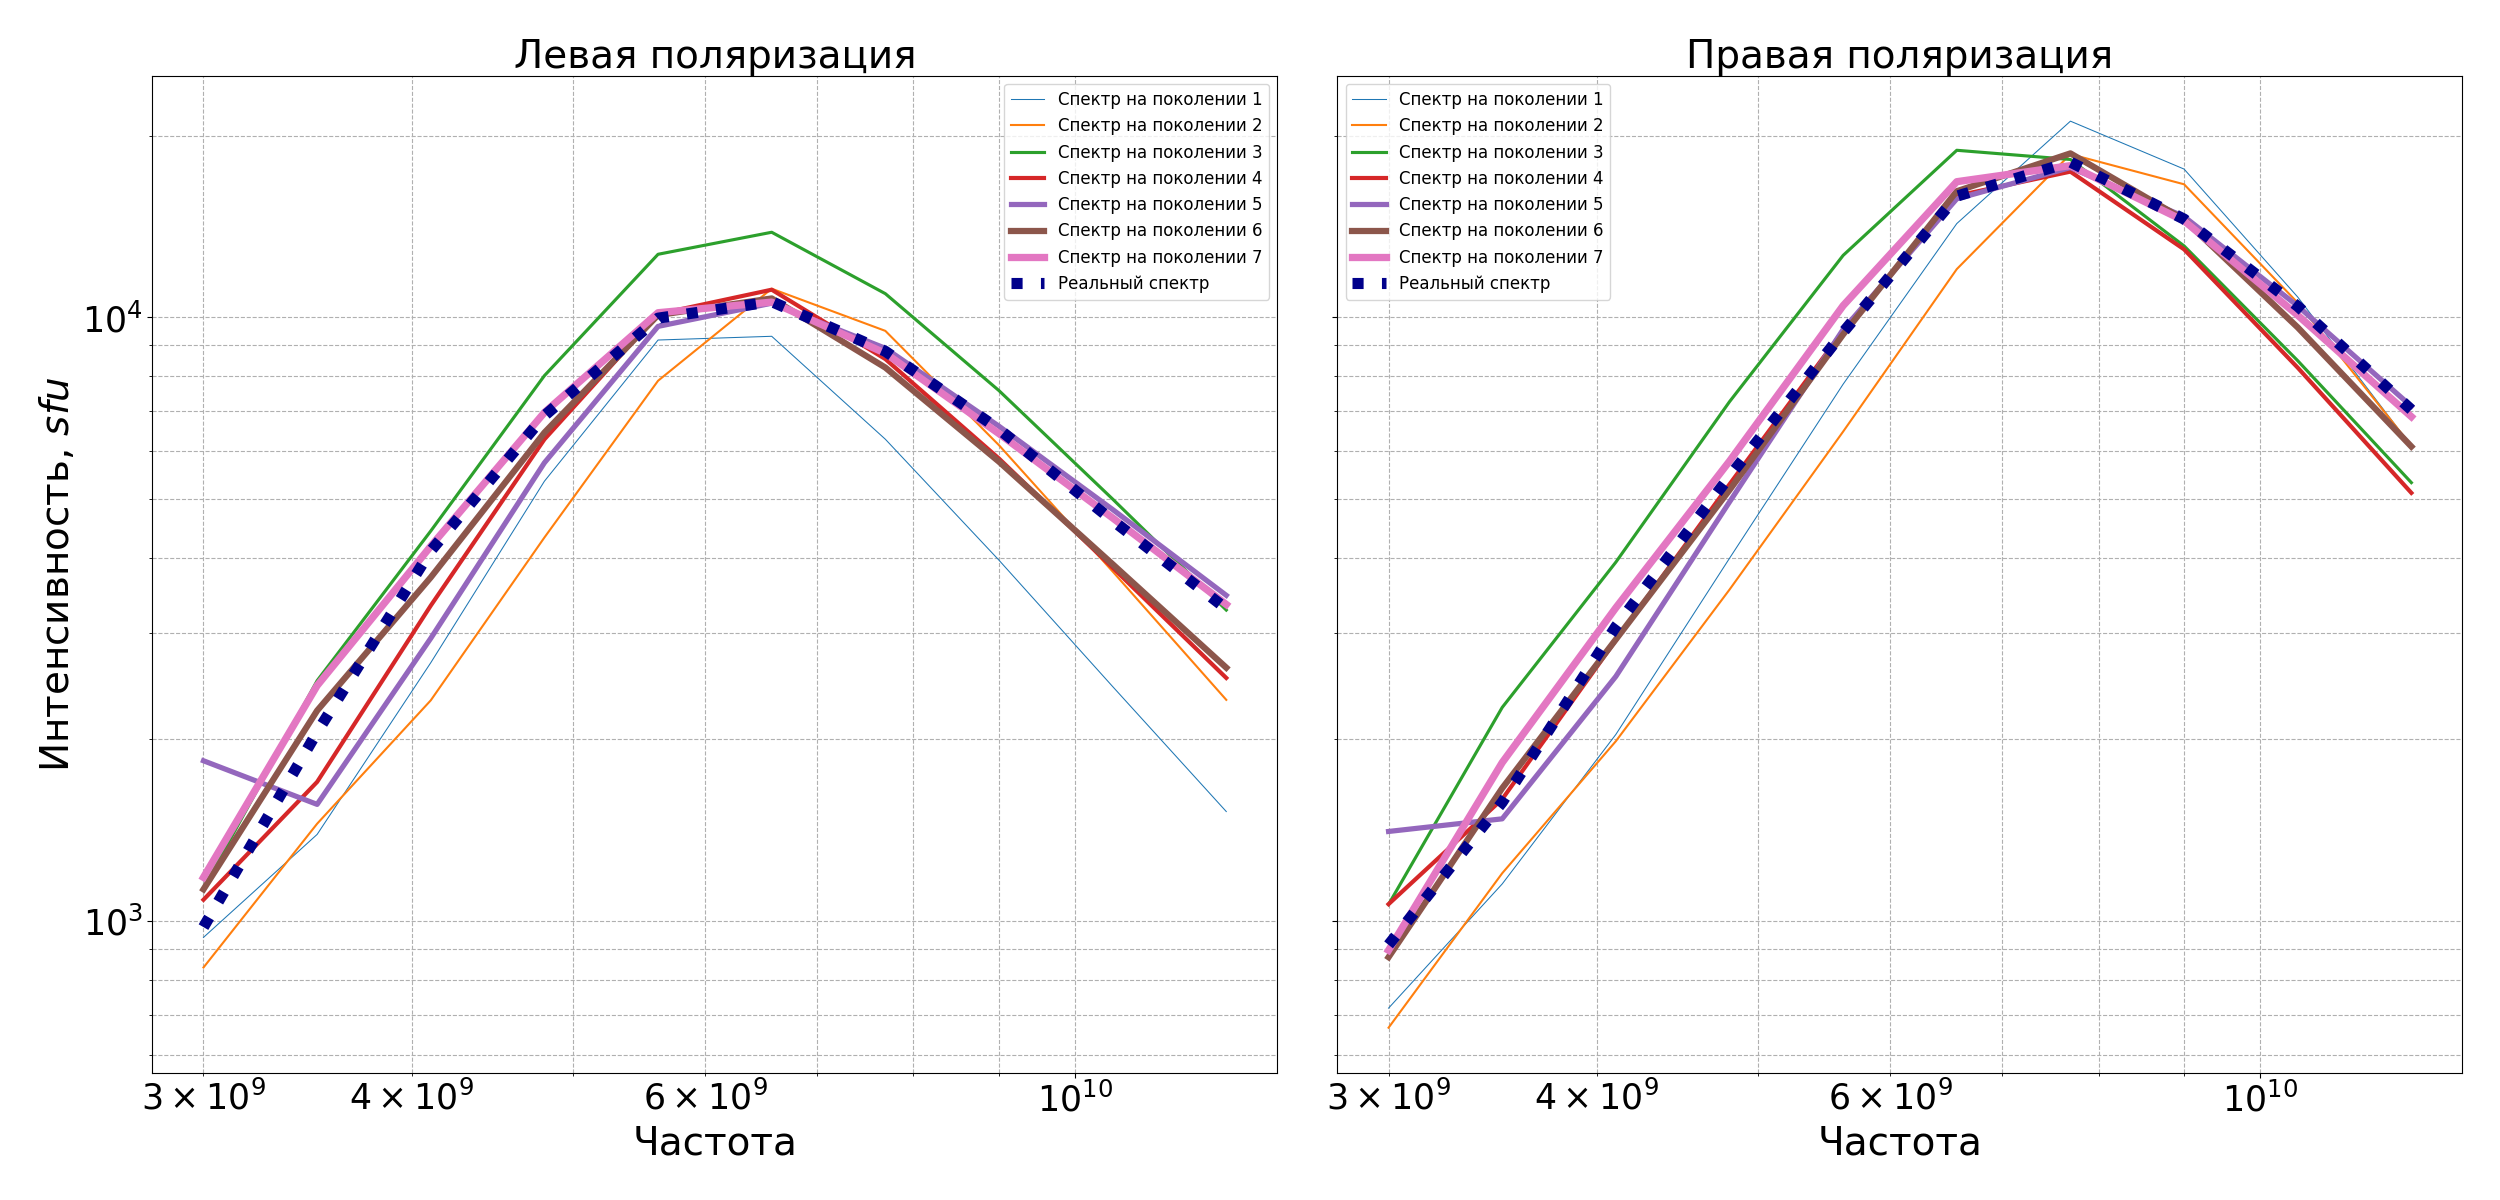 Левая поляризация
Спектр на поколении 1
Спектр на поколении 2
Спектр на поколении 3
Спектр на поколении 4
Спектр на поколении 5
Спектр на поколении 6
Спектр на поколении 7
Реальный спектр
Интенсивность, sfu
10⁴
10³
3 × 10⁹
4 × 10⁹
6 × 10⁹
10¹⁰
Частота
Правая поляризация
Спектр на поколении 1
Спектр на поколении 2
Спектр на поколении 3
Спектр на поколении 4
Спектр на поколении 5
Спектр на поколении 6
Спектр на поколении 7
Реальный спектр
3 × 10⁹
4 × 10⁹
6 × 10⁹
10¹⁰
Частота